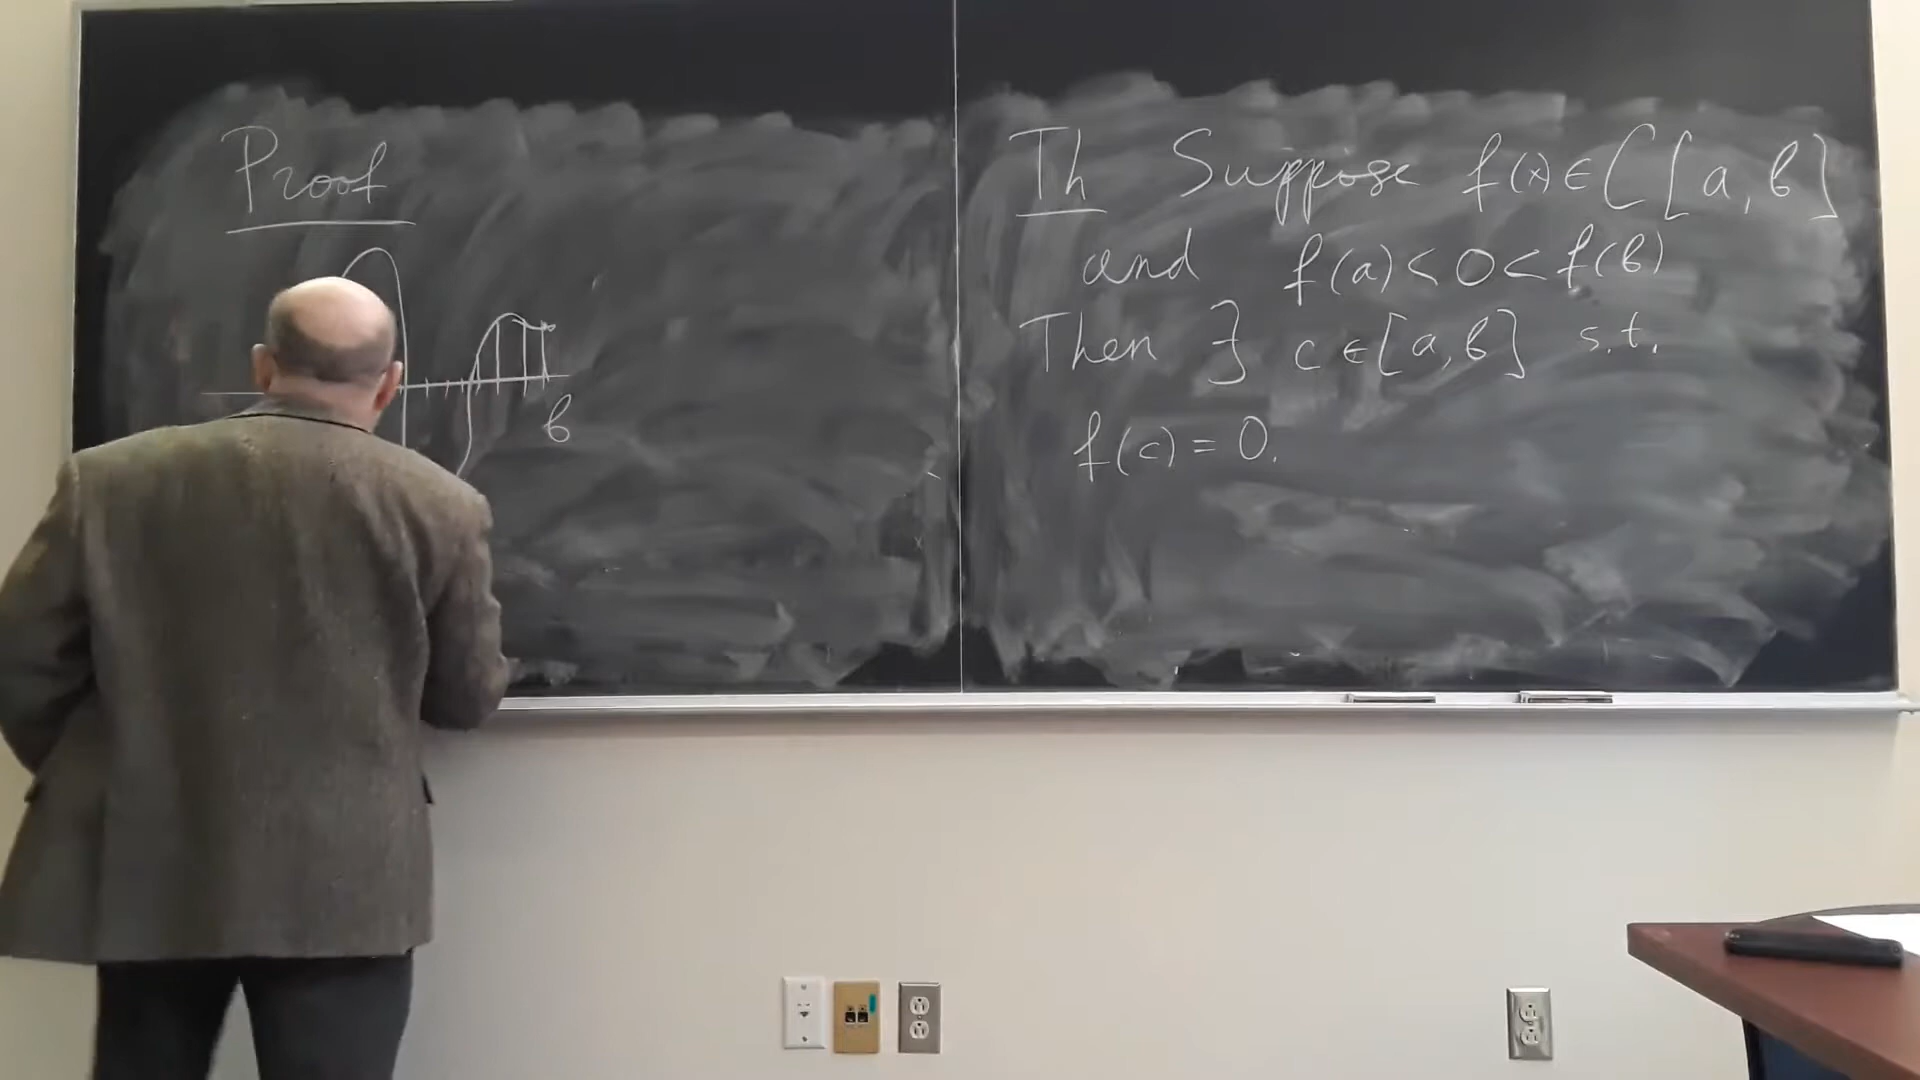 Proof
b
Th Suppose f(x) ∈ C[a, b]
and f(a) < 0 < f(b)
Then ∃ c ∈ [a, b] s.t.
f(c) = 0.